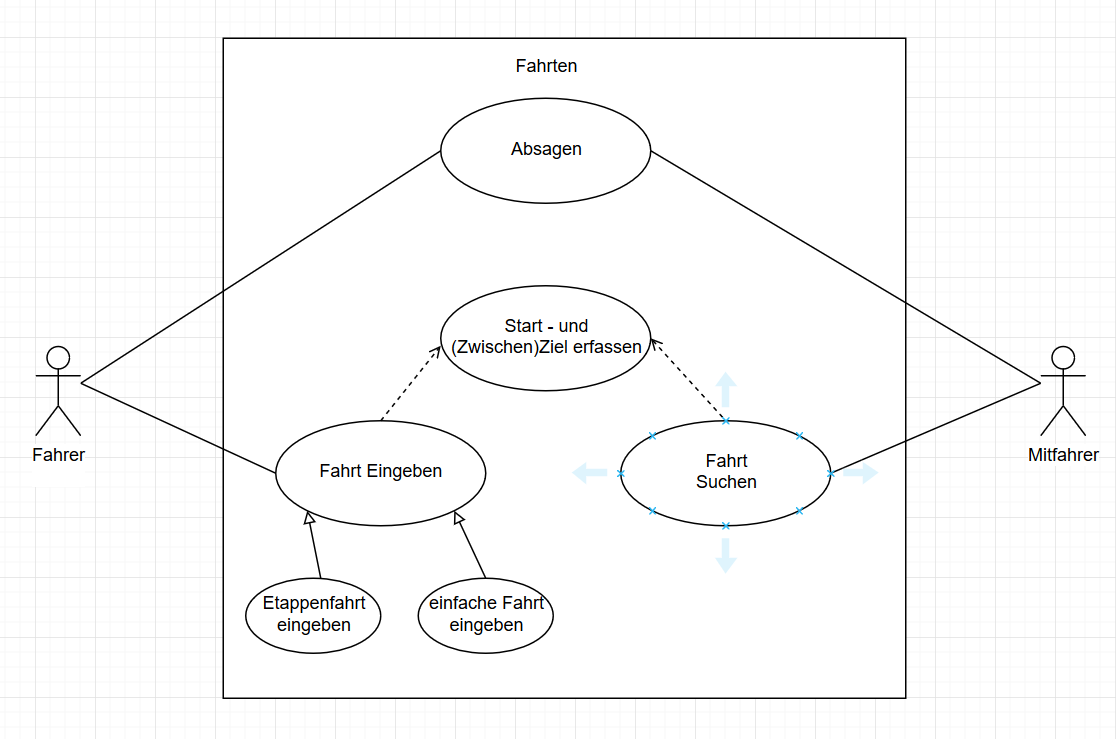 Fahrten
Absagen
Start - und
(Zwischen)Ziel erfassen
Fahrer
Mitfahrer
Fahrt Eingeben
Fahrt
Suchen
Etappenfahrt
eingeben
einfache Fahrt
eingeben